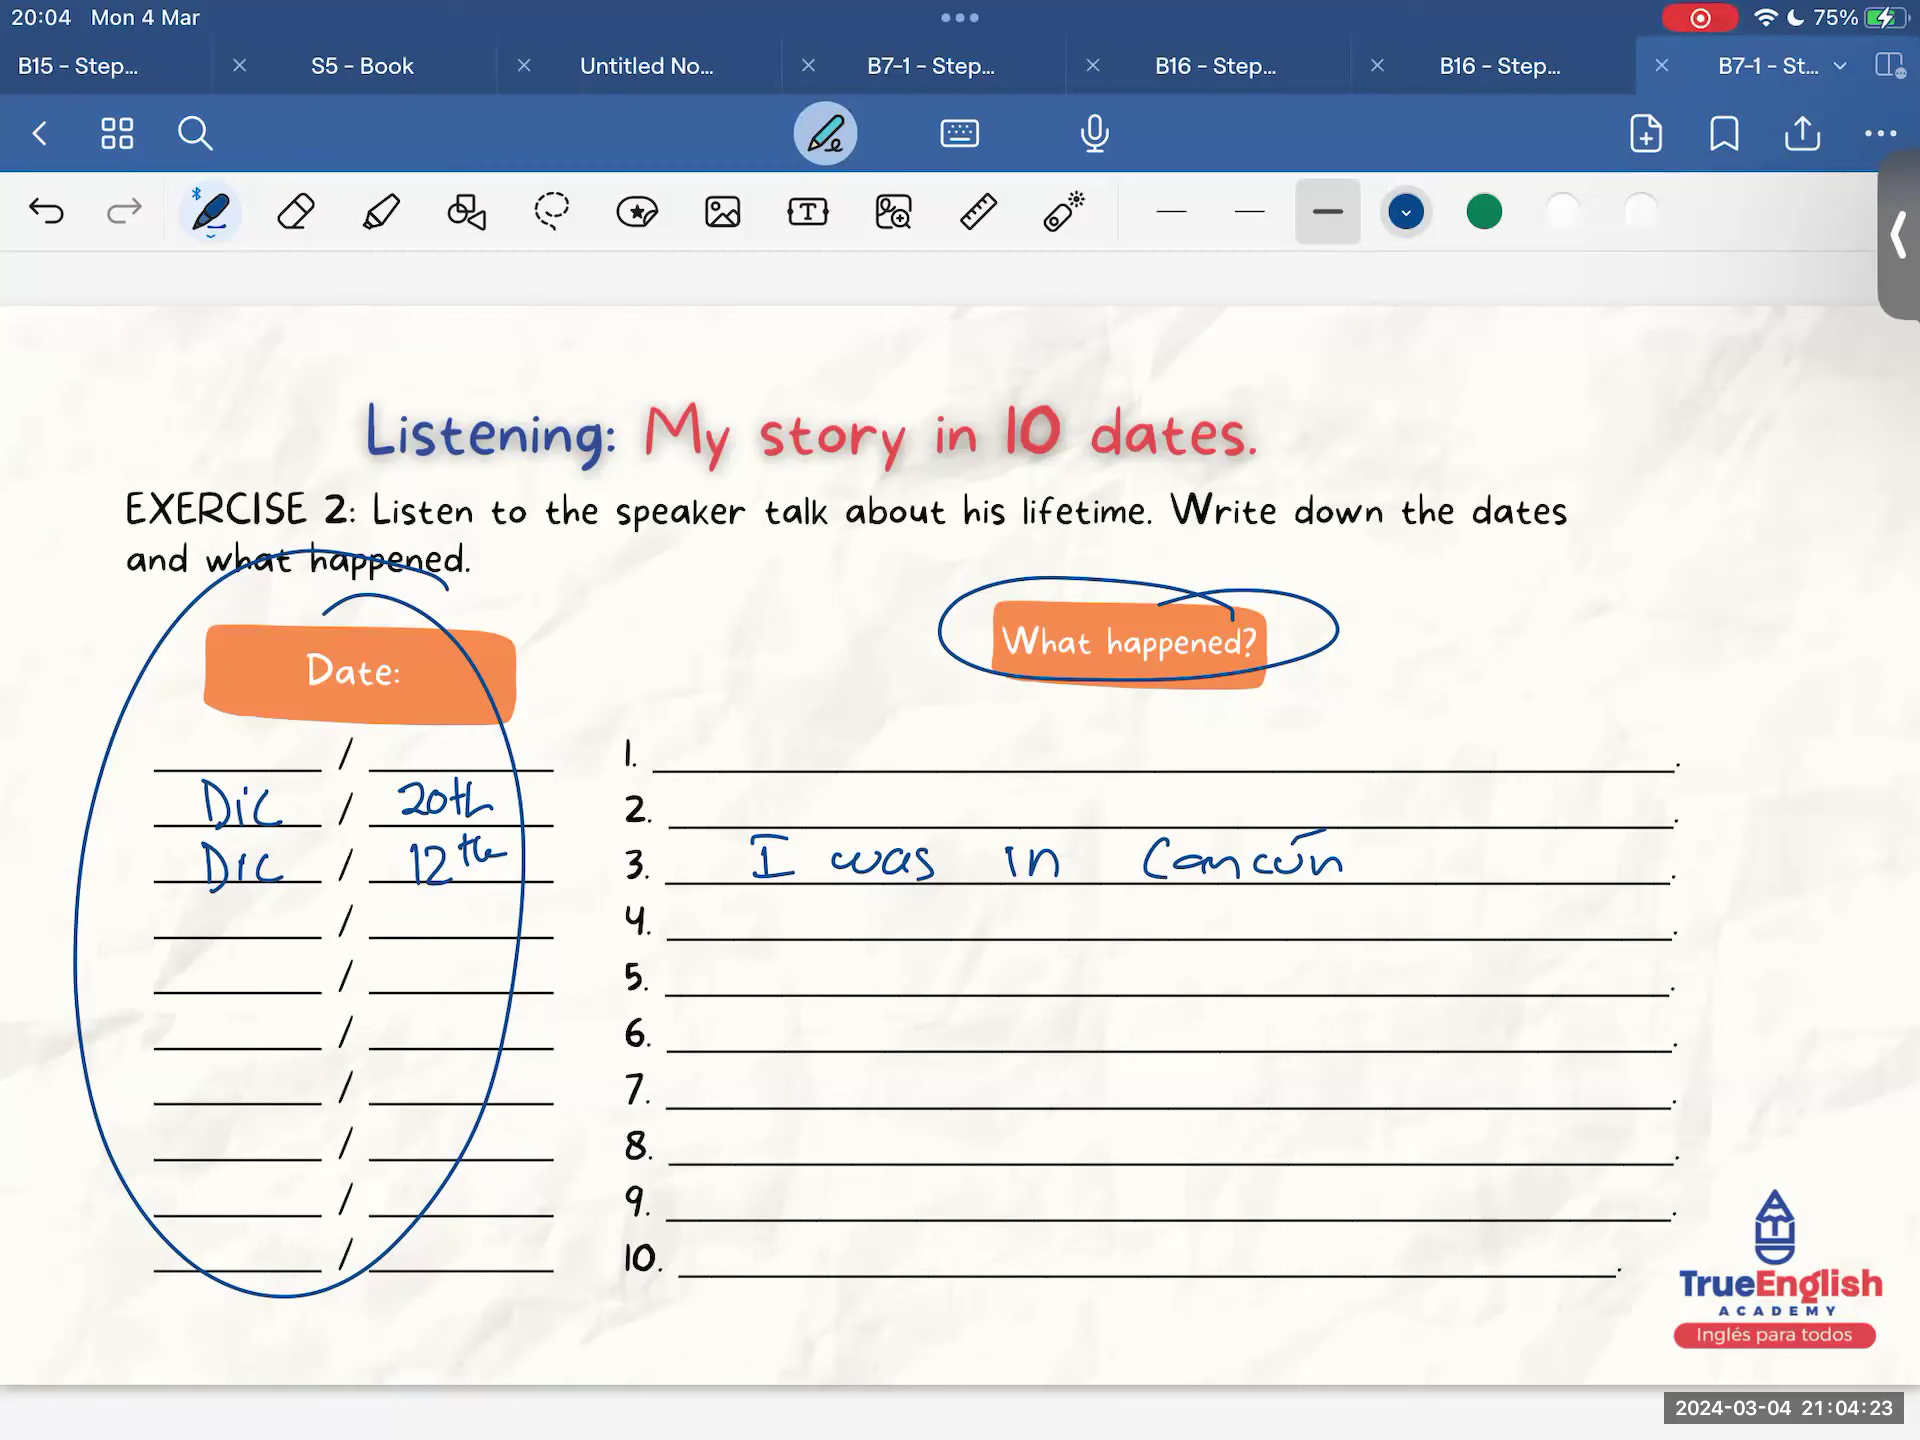 20:04 Mon 4 Mar
75%
B15 - Step... S5 - Book Untitled No... B7-1 - Step... B16 - Step... B16 - Step... B7-1 - St...
Listening: My story in 10 dates.
EXERCISE 2: Listen to the speaker talk about his lifetime. Write down the dates
and what happened.
Date: What happened?
/ 1.
Dic / 20th 2.
Dic / 12th 3. I was in Cancún
/ 4.
/ 5.
/ 6.
/ 7.
/ 8.
/ 9.
/ 10.
TrueEnglish
ACADEMY
Inglés para todos
2024-03-04 21:04:23